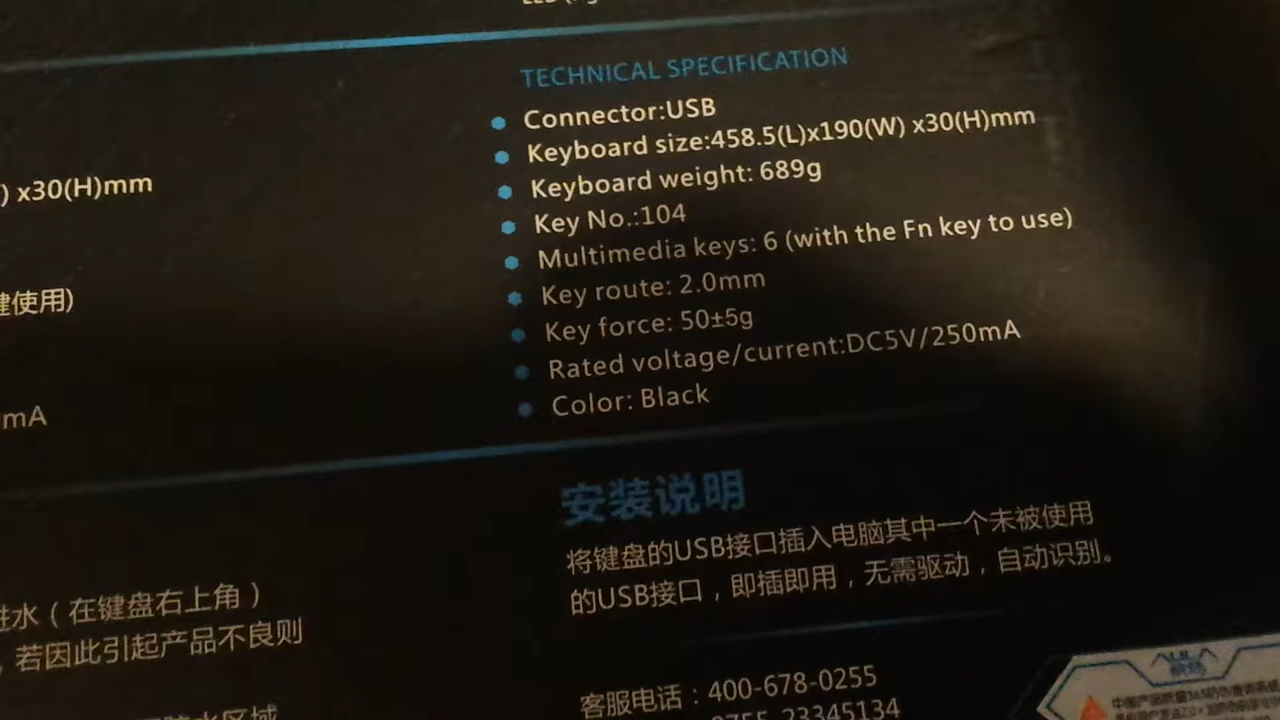 TECHNICAL SPECIFICATION
Connector:USB
Keyboard size:458.5(L)x190(W) x30(H)mm
Keyboard weight: 689g
Key No.:104
Multimedia keys: 6 (with the Fn key to use)
Key route: 2.0mm
Key force: 50±5g
Rated voltage/current:DC5V/250mA
Color: Black
) x30(H)mm
键使用)
mA
安装说明
将键盘的USB接口插入电脑其中一个未被使用
的USB接口，即插即用，无需驱动，自动识别。
进水（在键盘右上角）
，若因此引起产品不良则
客服电话：400-678-0255
0755-23345134